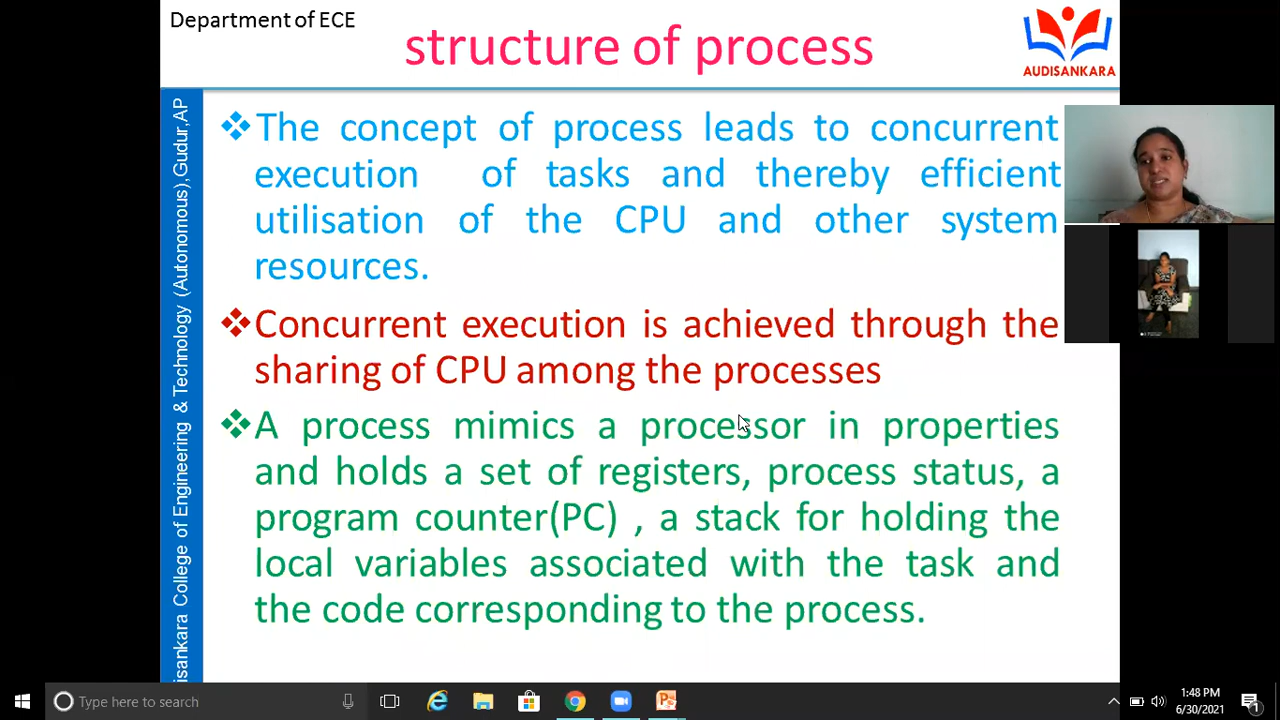 Department of ECE
structure of process
AUDISANKARA
isankara College of Engineering & Technology (Autonomous),Gudur,AP
❖The concept of process leads to concurrent
execution of tasks and thereby efficient
utilisation of the CPU and other system
resources.
❖Concurrent execution is achieved through the
sharing of CPU among the processes
❖A process mimics a processor in properties
and holds a set of registers, process status, a
program counter(PC) , a stack for holding the
local variables associated with the task and
the code corresponding to the process.
Type here to search
1:48 PM
6/30/2021
1